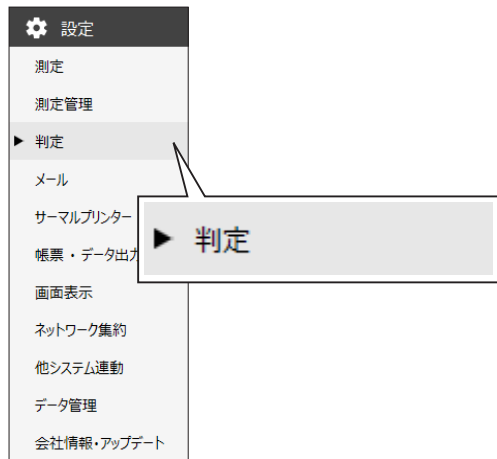 設定
測定
測定管理
▶ 判定
メール
サーマルプリンター
▶ 判定
帳票・データ出力
画面表示
ネットワーク集約
他システム連動
データ管理
会社情報・アップデート